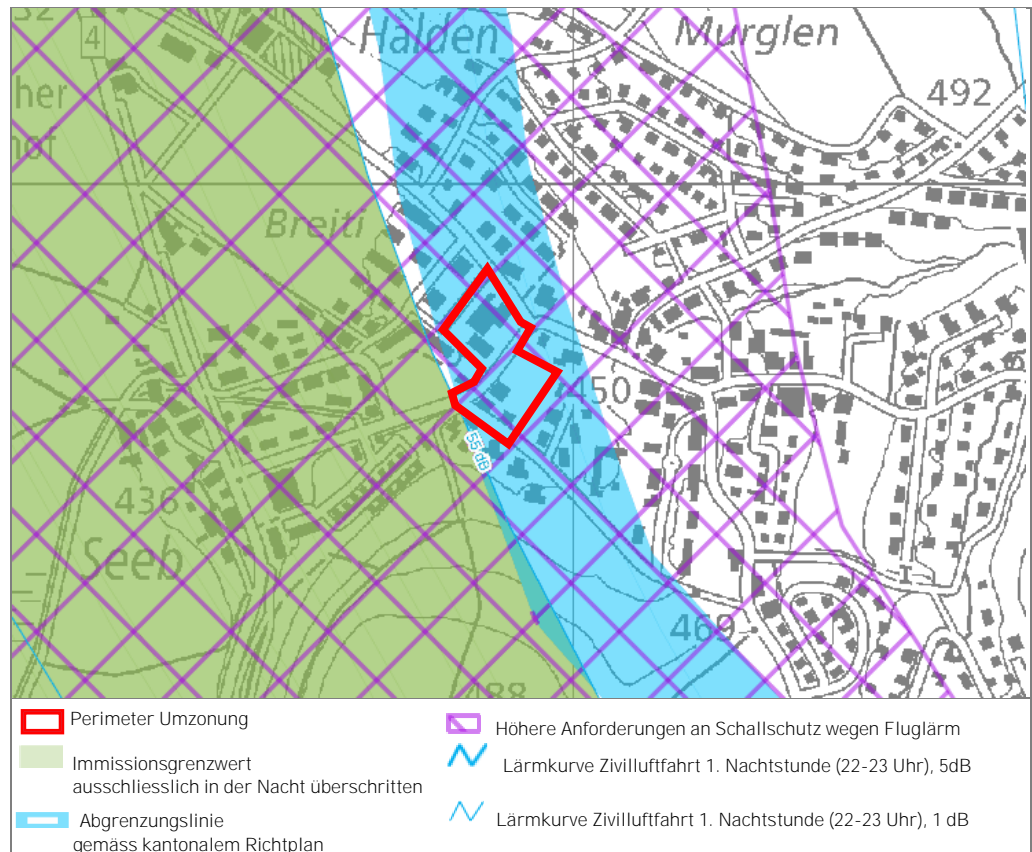 32
4
Halden
Murglen
her
hof
492
Breiti
450
55 dB
436
Seeb
469
488
Perimeter Umzonung
Immissionsgrenzwert
ausschliesslich in der Nacht überschritten
Abgrenzungslinie
gemäss kantonalem Richtplan
Höhere Anforderungen an Schallschutz wegen Fluglärm
Lärmkurve Zivilluftfahrt 1. Nachtstunde (22-23 Uhr), 5dB
Lärmkurve Zivilluftfahrt 1. Nachtstunde (22-23 Uhr), 1 dB